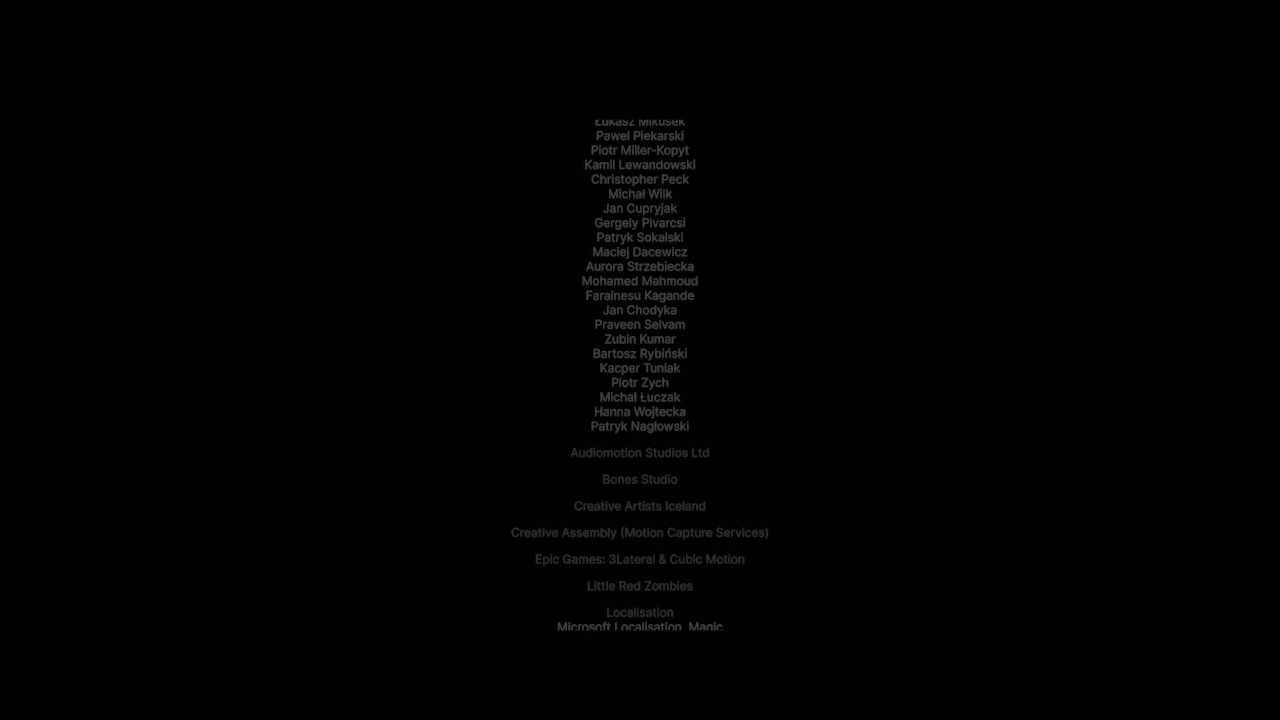 Łukasz Mikusek
Pawel Piekarski
Piotr Miller-Kopyt
Kamil Lewandowski
Christopher Peck
Michał Wilk
Jan Cupryjak
Gergely Pivarcsi
Patryk Sokalski
Maciej Dacewicz
Aurora Strzebiecka
Mohamed Mahmoud
Farainesu Kagande
Jan Chodyka
Praveen Selvam
Zubin Kumar
Bartosz Rybiński
Kacper Tuniak
Piotr Zych
Michał Łuczak
Hanna Wojtecka
Patryk Nagłowski
Audiomotion Studios Ltd
Bones Studio
Creative Artists Iceland
Creative Assembly (Motion Capture Services)
Epic Games: 3Lateral & Cubic Motion
Little Red Zombies
Localisation
Microsoft Localisation, Magic